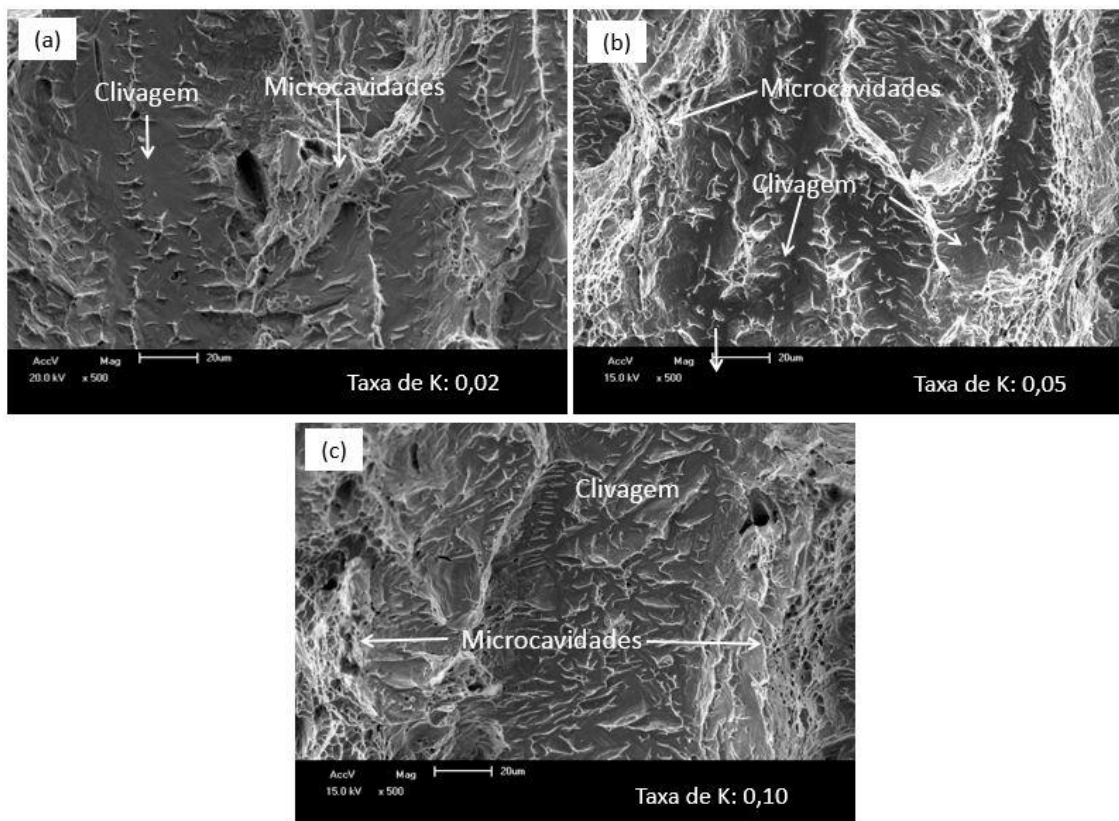 (a)
Clivagem
Microcavidades
AccV Mag 20um
20.0 kV x 500
Taxa de K: 0,02
(b)
Microcavidades
Clivagem
AccV Mag 20um
15.0 kV x 500
Taxa de K: 0,05
(c)
Clivagem
Microcavidades
AccV Mag 20um
15.0 kV x 500
Taxa de K: 0,10